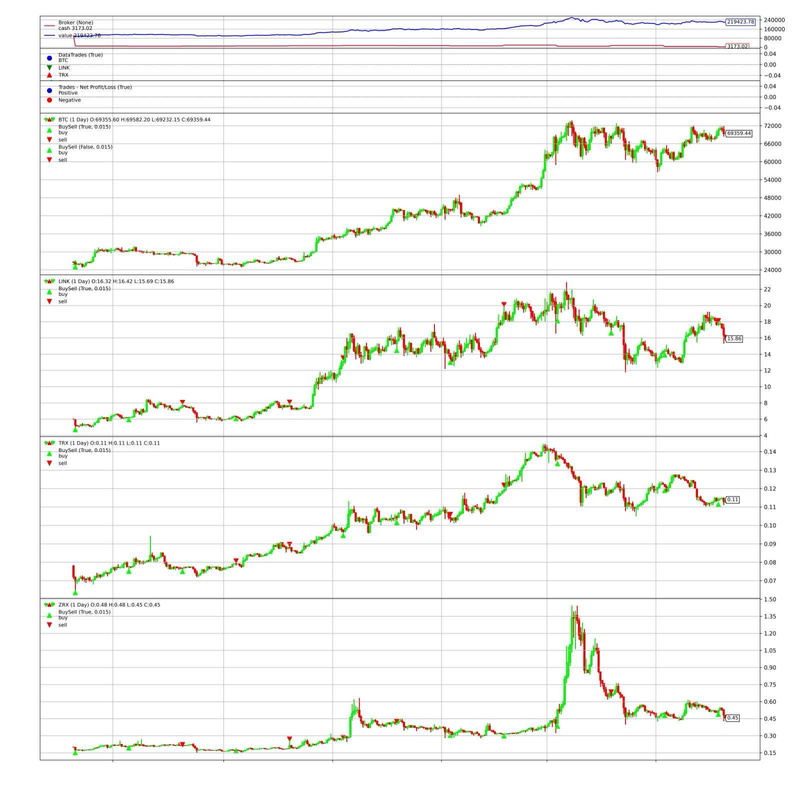 Broker (None)
cash 3173.02
value 219423.78
240000
219423.78
160000
80000
3173.02
0
DataTrades (True)
BTC
LINK
TRX
0.04
0.00
−0.04
Trades - Net Profit/Loss (True)
Positive
Negative
0.04
0.00
−0.04
BTC (1 Day) O:69355.60 H:69582.20 L:69232.15 C:69359.44
BuySell (True, 0.015)
buy
sell
BuySell (False, 0.015)
buy
sell
72000
69359.44
66000
60000
54000
48000
42000
36000
30000
24000
LINK (1 Day) O:16.32 H:16.42 L:15.69 C:15.86
BuySell (True, 0.015)
buy
sell
22
20
18
16
15.86
14
12
10
8
6
4
TRX (1 Day) O:0.11 H:0.11 L:0.11 C:0.11
BuySell (True, 0.015)
buy
sell
0.14
0.13
0.12
0.11
0.11
0.10
0.09
0.08
0.07
ZRX (1 Day) O:0.48 H:0.48 L:0.45 C:0.45
BuySell (True, 0.015)
buy
sell
1.50
1.35
1.20
1.05
0.90
0.75
0.60
0.45
0.45
0.30
0.15